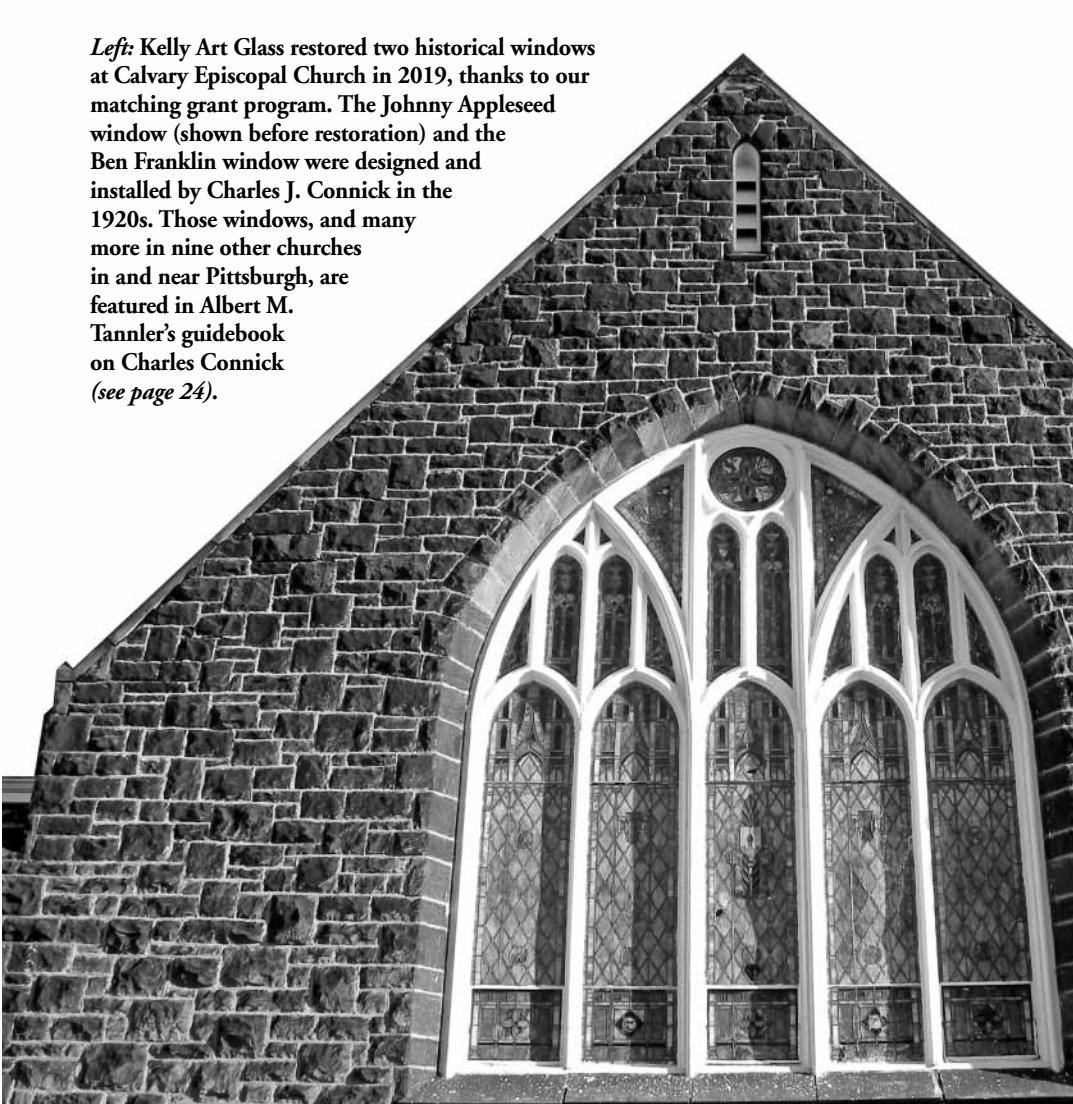 Left: Kelly Art Glass restored two historical windows
at Calvary Episcopal Church in 2019, thanks to our
matching grant program. The Johnny Appleseed
window (shown before restoration) and the
Ben Franklin window were designed and
installed by Charles J. Connick in the
1920s. Those windows, and many
more in nine other churches
in and near Pittsburgh, are
featured in Albert M.
Tannler’s guidebook
on Charles Connick
(see page 24).